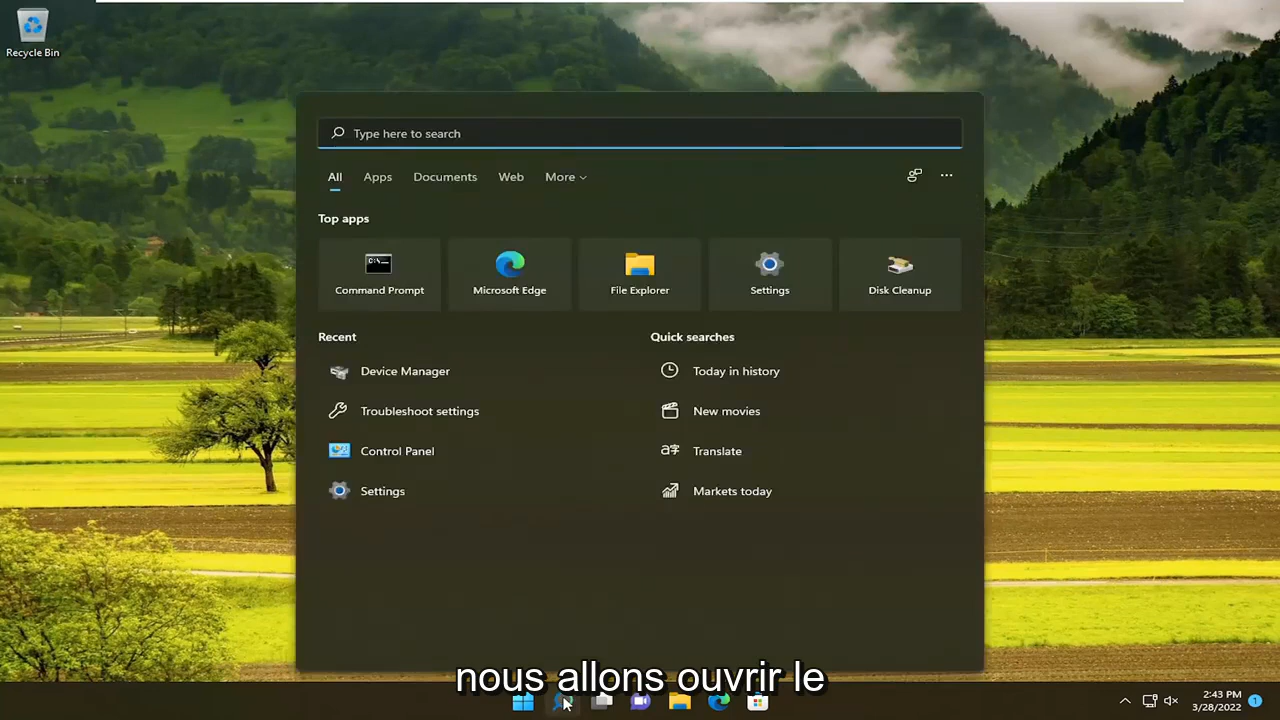 Recycle Bin
Type here to search
All Apps Documents Web More
Top apps
Command Prompt Microsoft Edge File Explorer Settings Disk Cleanup
Recent Quick searches
Device Manager Today in history
Troubleshoot settings New movies
Control Panel Translate
Settings Markets today
nous allons ouvrir le
2:43 PM
3/28/2022
1